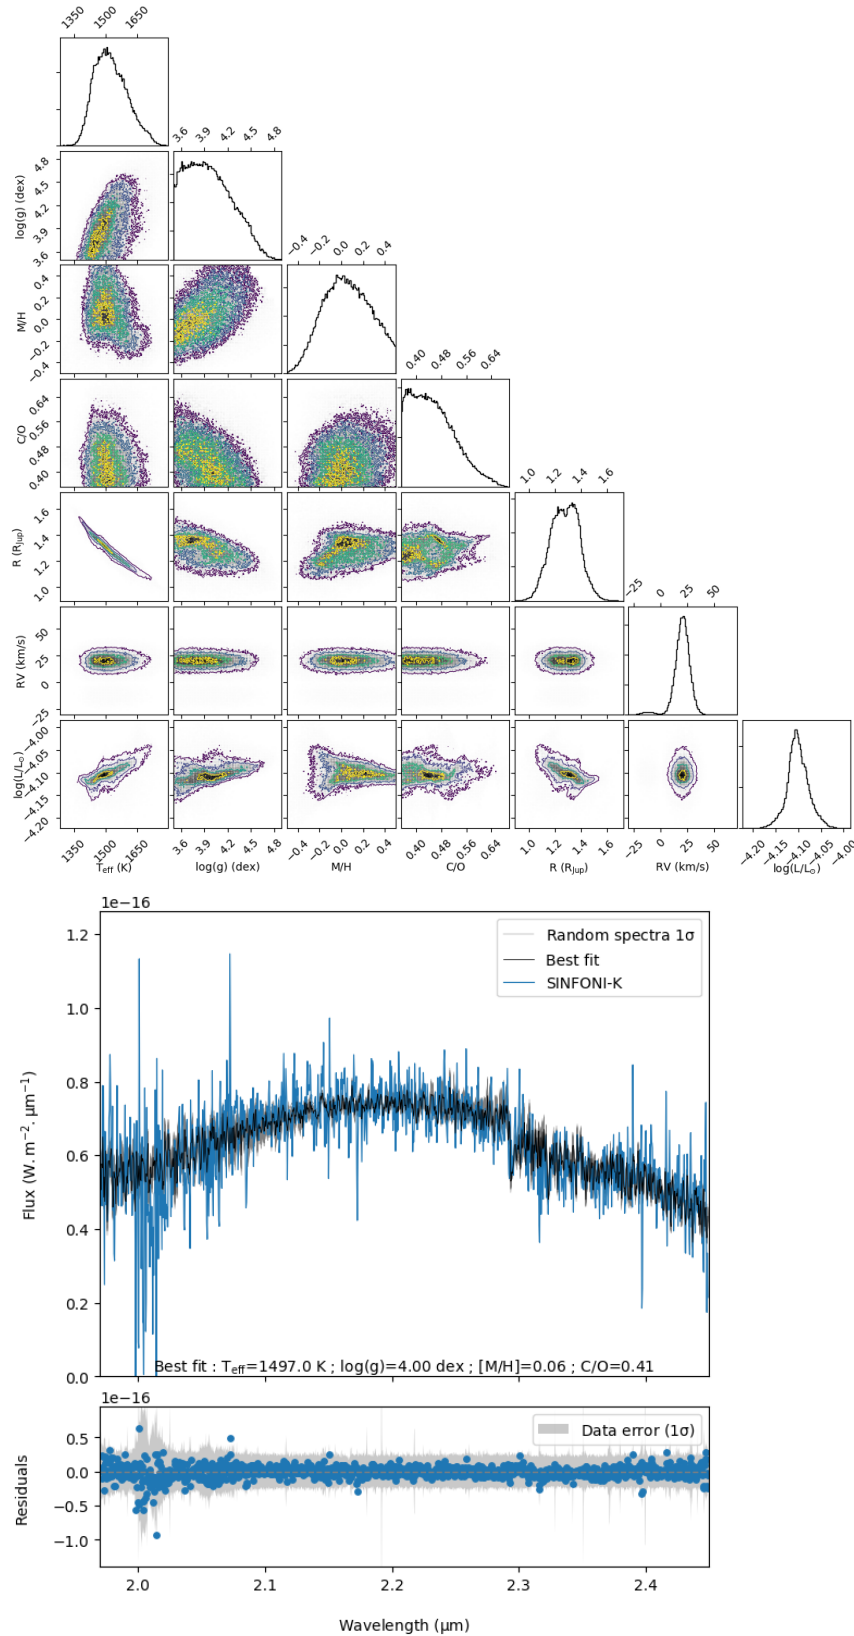 1350 1500 1650
3.6 3.9 4.2 4.5 4.8
log(g) (dex)
4.8
4.5
4.2
3.9
3.6
−0.4 −0.2 0.0 0.2 0.4
M/H
0.4
0.2
0.0
−0.2
−0.4
0.40 0.48 0.56 0.64
C/O
0.64
0.56
0.48
0.40
1.0 1.2 1.4 1.6
R (RJup)
1.6
1.4
1.2
1.0
−25 0 25 50
RV (km/s)
50
25
0
−25
log(L/L⊙)
−4.00
−4.05
−4.10
−4.15
−4.20
1350 1500 1650 3.6 3.9 4.2 4.5 4.8 −0.4 −0.2 0.0 0.2 0.4 0.40 0.48 0.56 0.64 1.0 1.2 1.4 1.6 −25 0 25 50 −4.20 −4.15 −4.10 −4.05 −4.00
Teff (K) log(g) (dex) M/H C/O R (RJup) RV (km/s) log(L/L⊙)
1e−16
Random spectra 1σ
Best fit
SINFONI-K
Flux (W. m⁻². μm⁻¹)
1.2
1.0
0.8
0.6
0.4
0.2
0.0
Best fit : Teff=1497.0 K ; log(g)=4.00 dex ; [M/H]=0.06 ; C/O=0.41
1e−16
Data error (1σ)
Residuals
0.5
0.0
−0.5
−1.0
2.0 2.1 2.2 2.3 2.4
Wavelength (μm)